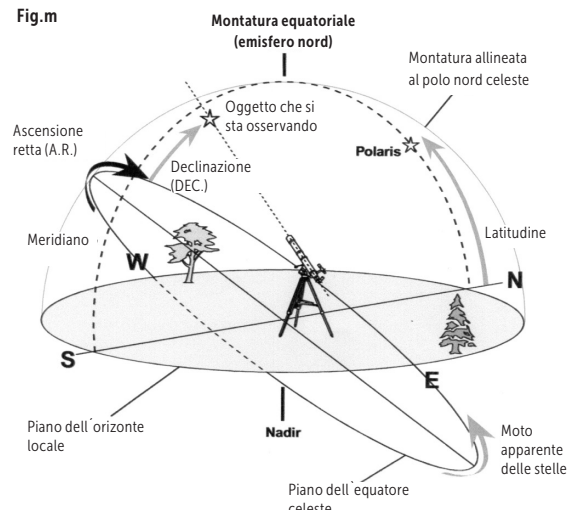 Fig.m
Montatura equatoriale
(emisfero nord)
Montatura allineata
al polo nord celeste
Oggetto che si
sta osservando
Ascensione
retta (A.R.)
Polaris
Declinazione
(DEC.)
Meridiano
Latitudine
W
N
S
E
Piano dell´orizonte
locale
Nadir
Moto
apparente
delle stelle
Piano dell´equatore
celeste